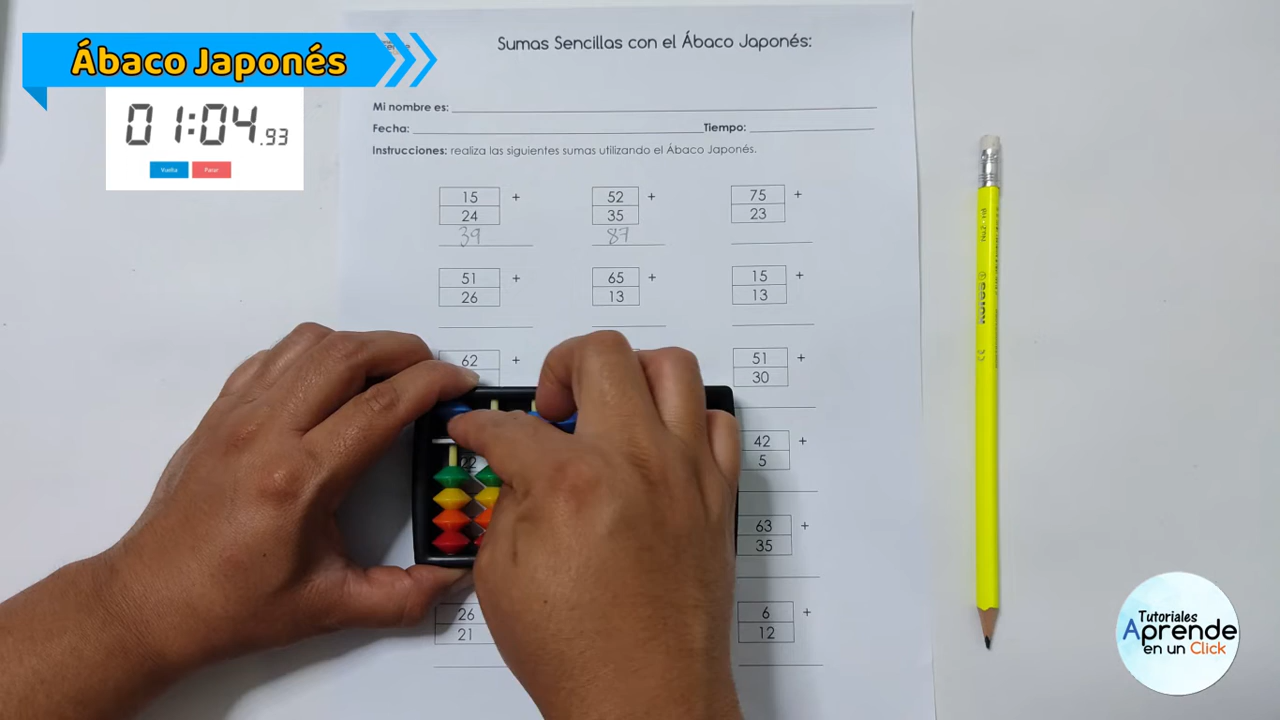 Ábaco Japonés
01:04.93
Vuelta Parar
Sumas Sencillas con el Ábaco Japonés:
Mi nombre es:
Fecha: Tiempo:
Instrucciones: realiza las siguientes sumas utilizando el Ábaco Japonés.
15 + 52 + 75 +
24 35 23
39 87
51 + 65 + 15 +
26 13 13
62 + 51 +
30
42 +
5
63 +
35
26 6 +
21 12
Tutoriales
Aprende
en un Click